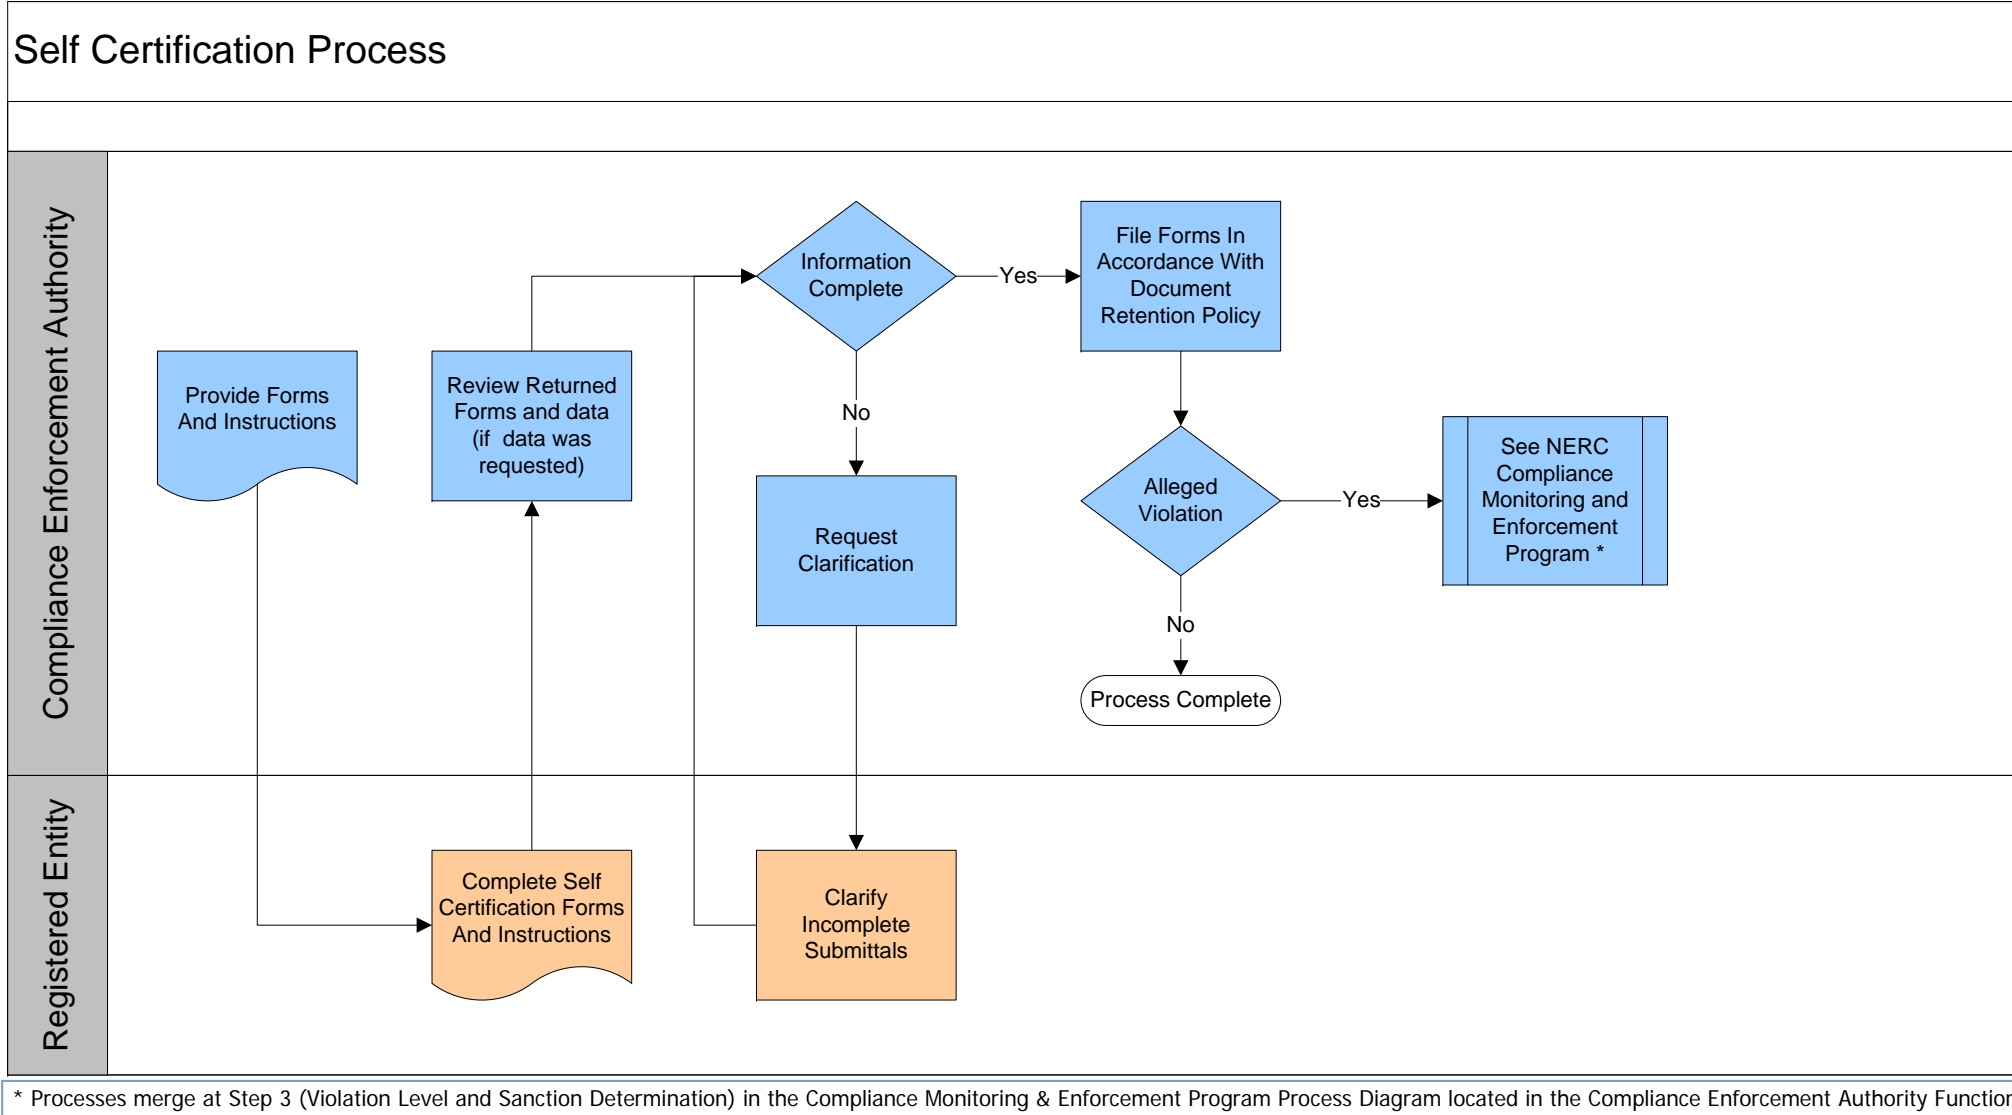 Self Certification Process
Compliance Enforcement Authority
Provide Forms
And Instructions
Review Returned
Forms and data
(if data was
requested)
Information
Complete
Yes
No
Request
Clarification
File Forms In
Accordance With
Document
Retention Policy
Alleged
Violation
Yes
No
Process Complete
See NERC
Compliance
Monitoring and
Enforcement
Program *
Registered Entity
Complete Self
Certification Forms
And Instructions
Clarify
Incomplete
Submittals
* Processes merge at Step 3 (Violation Level and Sanction Determination) in the Compliance Monitoring & Enforcement Program Process Diagram located in the Compliance Enforcement Authority Function